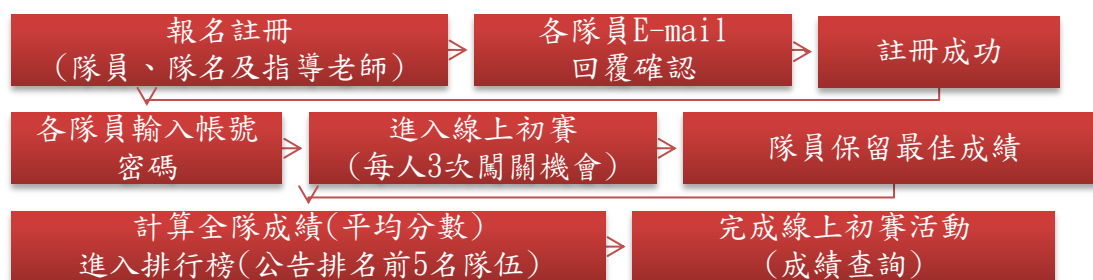 報名註冊
(隊員、隊名及指導老師)
各隊員E-mail
回覆確認
註冊成功
各隊員輸入帳號
密碼
進入線上初賽
(每人3次闖關機會)
隊員保留最佳成績
計算全隊成績(平均分數)
進入排行榜(公告排名前5名隊伍)
完成線上初賽活動
(成績查詢)